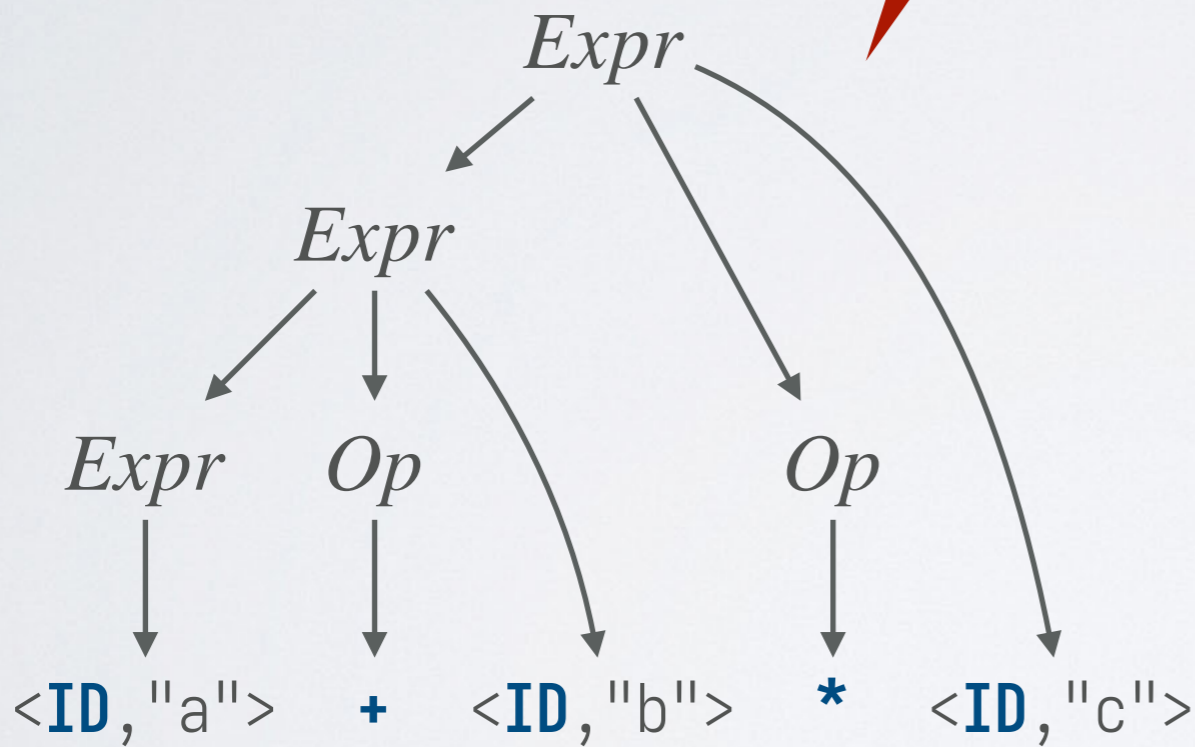 Expr
Expr
Expr Op Op
<ID,"a"> + <ID,"b"> * <ID,"c">